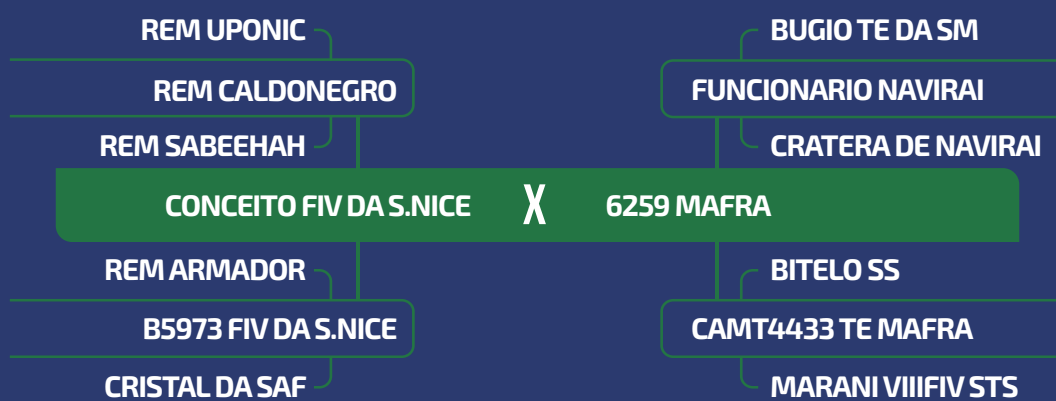 REM UPONIC
BUGIO TE DA SM
REM CALDONEGRO
FUNCIONARIO NAVIRAI
REM SABEEHAH
CRATERA DE NAVIRAI
CONCEITO FIV DA S.NICE X 6259 MAFRA
REM ARMADOR
BITELO SS
B5973 FIV DA S.NICE
CAMT4433 TE MAFRA
CRISTAL DA SAF
MARANI VIIIFIV STS